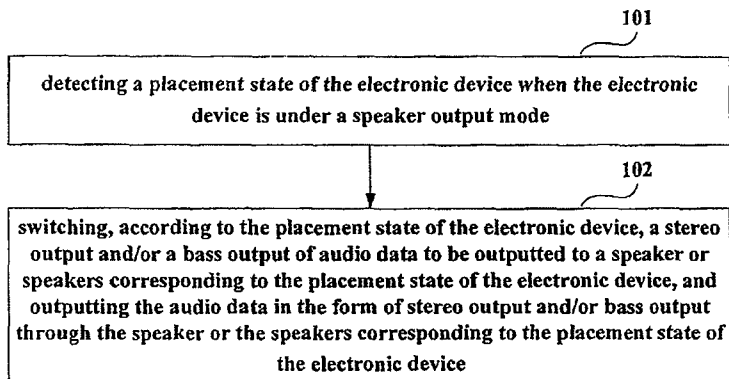 101
detecting a placement state of the electronic device when the electronic
device is under a speaker output mode
102
switching, according to the placement state of the electronic device, a stereo
output and/or a bass output of audio data to be outputted to a speaker or
speakers corresponding to the placement state of the electronic device, and
outputting the audio data in the form of stereo output and/or bass output
through the speaker or the speakers corresponding to the placement state of
the electronic device